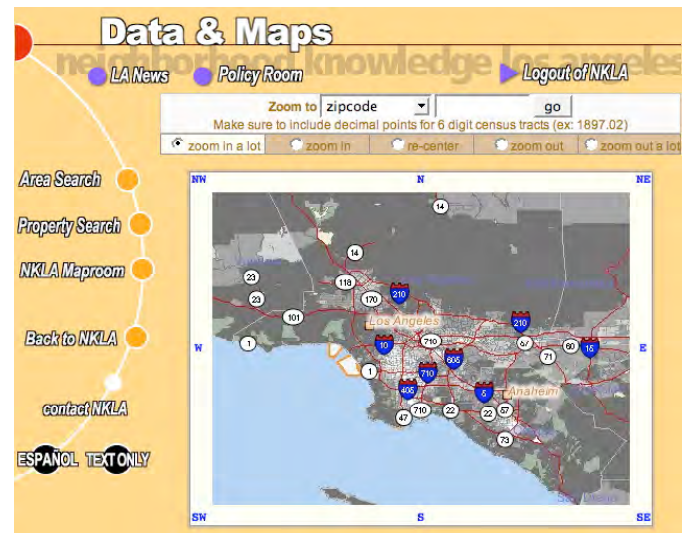 Data & Maps
neighborhood knowledge los angeles
LA News
Policy Room
Logout of NKLA
Zoom to zipcode go
Make sure to include decimal points for 6 digit census tracts (ex: 1897.02)
zoom in a lot zoom in re-center zoom out zoom out a lot
Area Search
Property Search
NKLA Maproom
Back to NKLA
contact NKLA
ESPAÑOL TEXT ONLY
NW N NE
14
14
23
118
210
23
170
101
Los Angeles
210
1
10
710
57
60
15
W
E
605
71
1
710
405
5
Anaheim
47
710
22
22
57
73
SW S SE